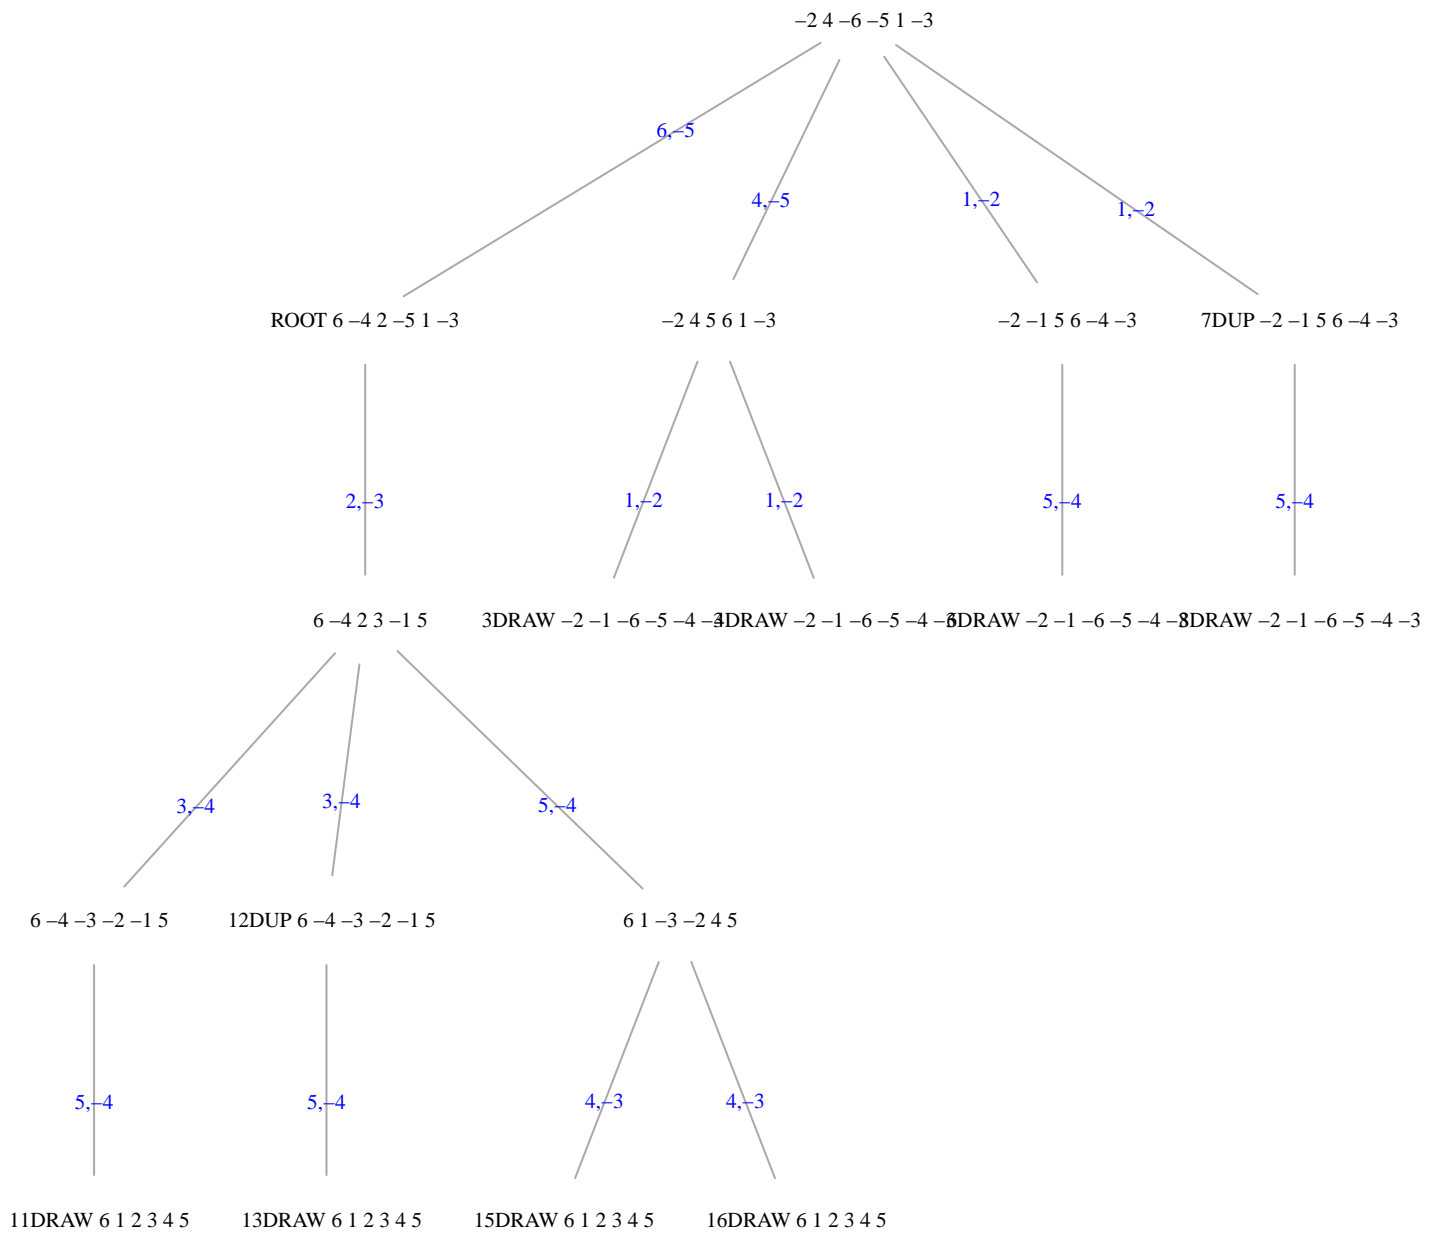 −2 4 −6 −5 1 −3
6,−5
4,−5
1,−2
1,−2
ROOT 6 −4 2 −5 1 −3
−2 4 5 6 1 −3
−2 −1 5 6 −4 −3
7DUP −2 −1 5 6 −4 −3
2,−3
1,−2
1,−2
5,−4
5,−4
6 −4 2 3 −1 5
3DRAW −2 −1 −6 −5 −4 −3
4DRAW −2 −1 −6 −5 −4 −3
6DRAW −2 −1 −6 −5 −4 −3
8DRAW −2 −1 −6 −5 −4 −3
3,−4
3,−4
5,−4
6 −4 −3 −2 −1 5
12DUP 6 −4 −3 −2 −1 5
6 1 −3 −2 4 5
5,−4
5,−4
4,−3
4,−3
11DRAW 6 1 2 3 4 5
13DRAW 6 1 2 3 4 5
15DRAW 6 1 2 3 4 5
16DRAW 6 1 2 3 4 5